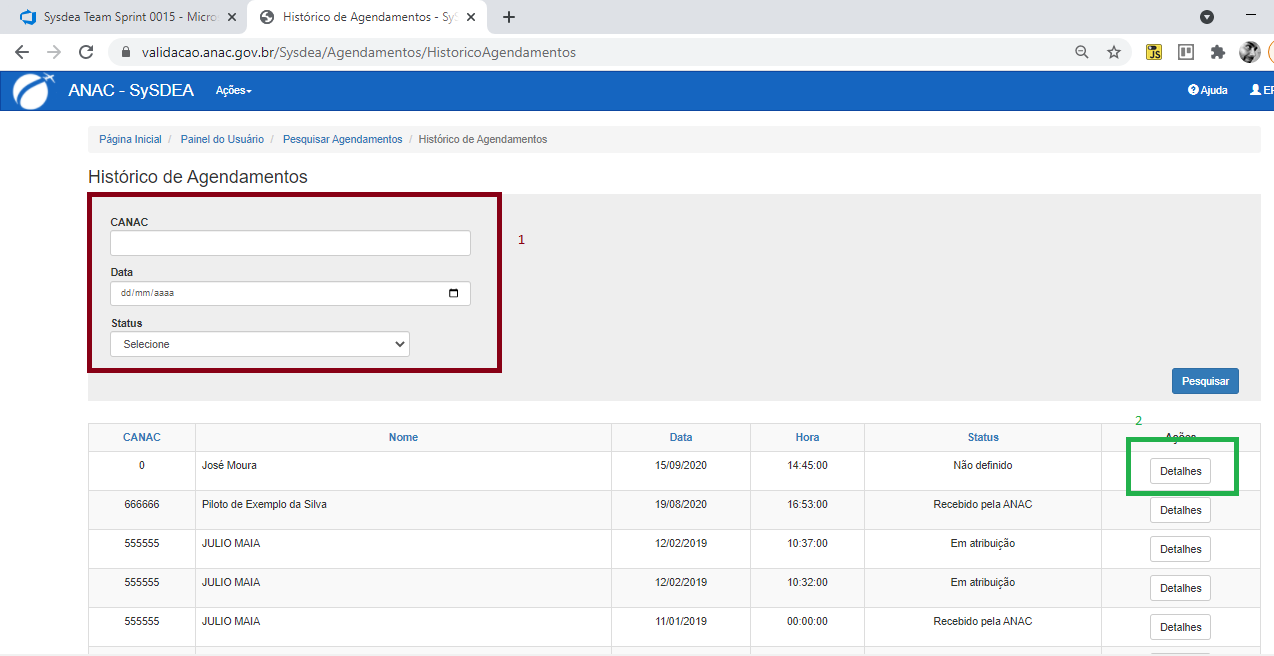 Sysdea Team Sprint 0015 - Micro
Histórico de Agendamentos - Sy
validacao.anac.gov.br/Sysdea/Agendamentos/HistoricoAgendamentos
JS
ANAC - SySDEA Ações
Ajuda
Página Inicial / Painel do Usuário / Pesquisar Agendamentos / Histórico de Agendamentos
Histórico de Agendamentos
CANAC
1
Data
dd/mm/aaaa
Status
Selecione
Pesquisar
2
CANAC Nome Data Hora Status Ações
0 José Moura 15/09/2020 14:45:00 Não definido Detalhes
666666 Piloto de Exemplo da Silva 19/08/2020 16:53:00 Recebido pela ANAC Detalhes
555555 JULIO MAIA 12/02/2019 10:37:00 Em atribuição Detalhes
555555 JULIO MAIA 12/02/2019 10:32:00 Em atribuição Detalhes
555555 JULIO MAIA 11/01/2019 00:00:00 Recebido pela ANAC Detalhes